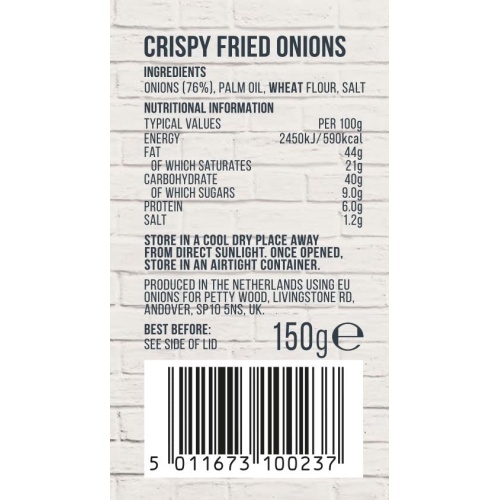 CRISPY FRIED ONIONS
INGREDIENTS
ONIONS (76%), PALM OIL, WHEAT FLOUR, SALT
NUTRITIONAL INFORMATION
TYPICAL VALUES PER 100g
ENERGY 2450kJ/590kcal
FAT 44g
OF WHICH SATURATES 21g
CARBOHYDRATE 40g
OF WHICH SUGARS 9.0g
PROTEIN 6.0g
SALT 1.2g
STORE IN A COOL DRY PLACE AWAY
FROM DIRECT SUNLIGHT. ONCE OPENED,
STORE IN AN AIRTIGHT CONTAINER.
PRODUCED IN THE NETHERLANDS USING EU
ONIONS FOR PETTY WOOD, LIVINGSTONE RD,
ANDOVER, SP10 5NS, UK.
BEST BEFORE:
SEE SIDE OF LID
150g℮
5 011673 100237